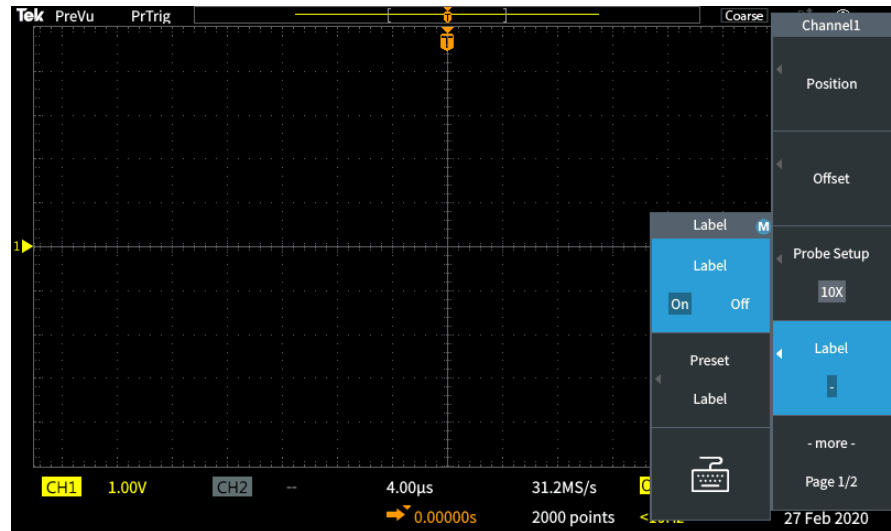 Tek PreVu PrTrig Coarse
T
T
Channel1
Position
Offset
Probe Setup
10X
Label
-
- more -
Page 1/2
Label M
Label
On Off
Preset
Label
1
CH1 1.00V CH2 -- 4.00µs 31.2MS/s
0.00000s 2000 points
27 Feb 2020